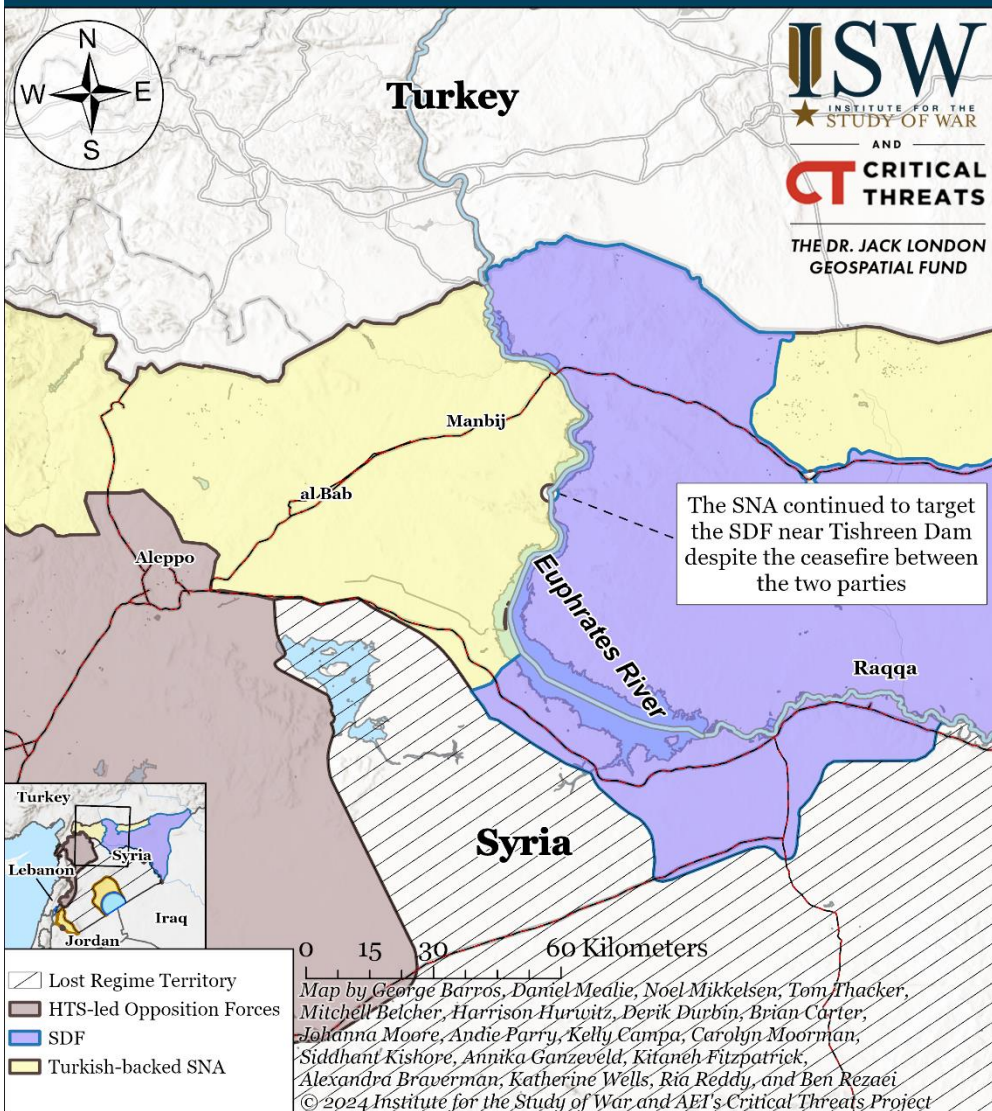 N
W E
S
Turkey
ISW
INSTITUTE FOR THE
STUDY OF WAR
AND
CT CRITICAL
THREATS
THE DR. JACK LONDON
GEOSPATIAL FUND
Manbij
al Bab
Aleppo
The SNA continued to target
the SDF near Tishreen Dam
despite the ceasefire between
the two parties
Euphrates River
Raqqa
Syria
Turkey
Syria
Lebanon
Iraq
Jordan
0 15 30 60 Kilometers
Lost Regime Territory
HTS-led Opposition Forces
SDF
Turkish-backed SNA
Map by George Barros, Daniel Mealie, Noel Mikkelsen, Tom Thacker,
Mitchell Belcher, Harrison Hurwitz, Derik Durbin, Brian Carter,
Johanna Moore, Andie Parry, Kelly Campa, Carolyn Moorman,
Siddhant Kishore, Annika Ganzeveld, Kitaneh Fitzpatrick,
Alexandra Braverman, Katherine Wells, Ria Reddy, and Ben Rezaei
© 2024 Institute for the Study of War and AEI's Critical Threats Project